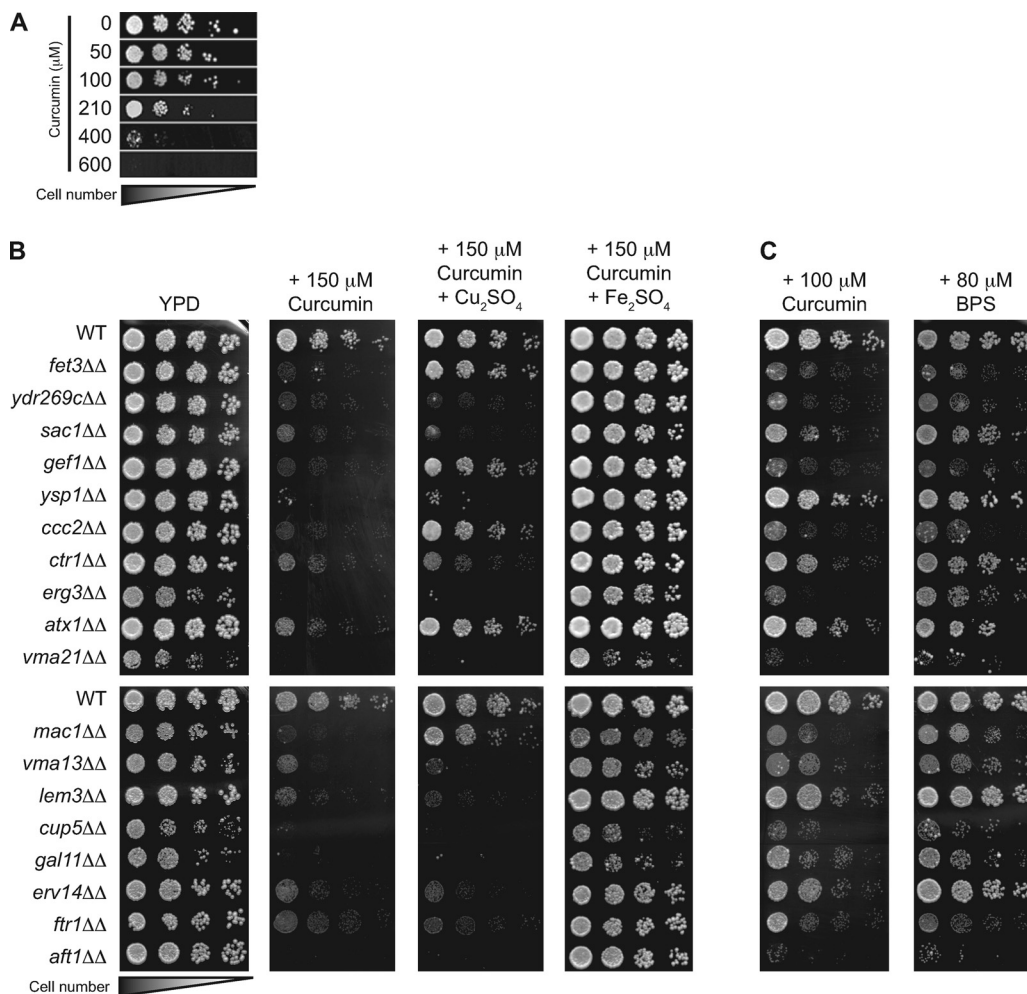 A
Curcumin (μM)
0
50
100
210
400
600
Cell number
B
YPD
+ 150 μM
Curcumin
+ 150 μM
Curcumin
+ Cu₂SO₄
+ 150 μM
Curcumin
+ Fe₂SO₄
C
+ 100 μM
Curcumin
+ 80 μM
BPS
WT
fet3ΔΔ
ydr269cΔΔ
sac1ΔΔ
gef1ΔΔ
ysp1ΔΔ
ccc2ΔΔ
ctr1ΔΔ
erg3ΔΔ
atx1ΔΔ
vma21ΔΔ
WT
mac1ΔΔ
vma13ΔΔ
lem3ΔΔ
cup5ΔΔ
gal11ΔΔ
erv14ΔΔ
ftr1ΔΔ
aft1ΔΔ
Cell number